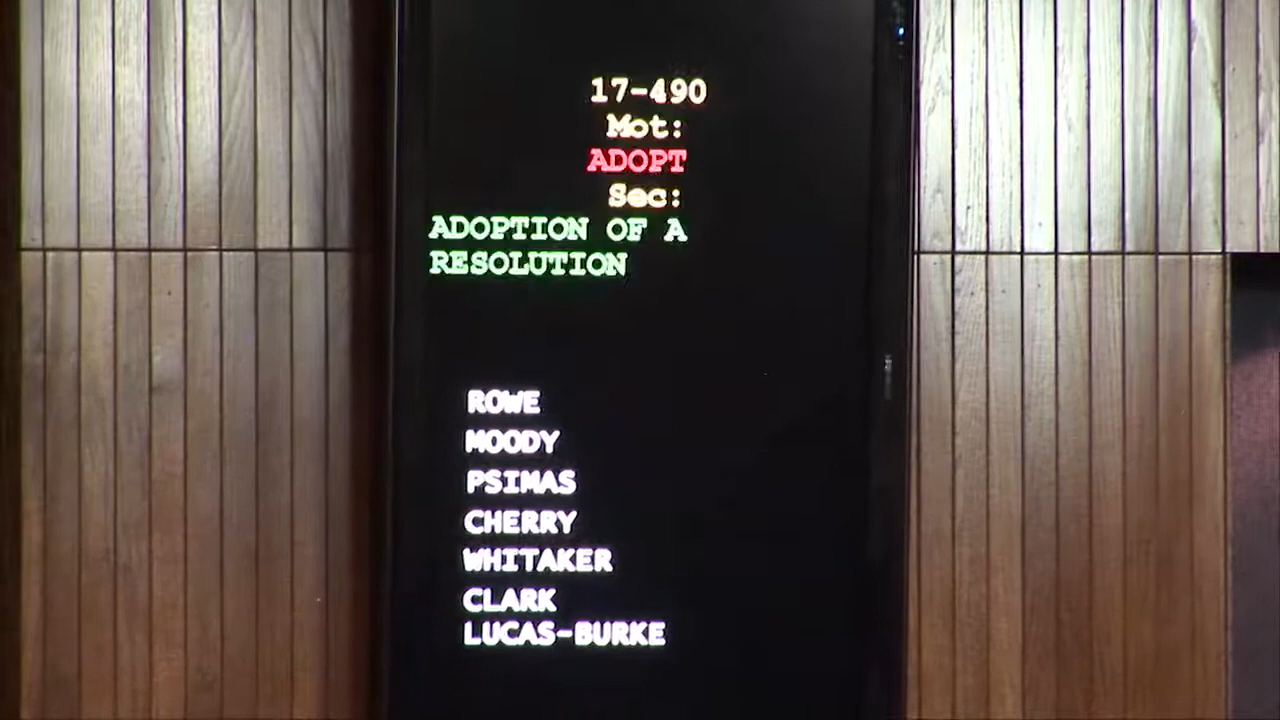 17-490
Mot:
ADOPT
Sec:
ADOPTION OF A
RESOLUTION
ROWE
MOODY
PSIMAS
CHERRY
WHITAKER
CLARK
LUCAS-BURKE